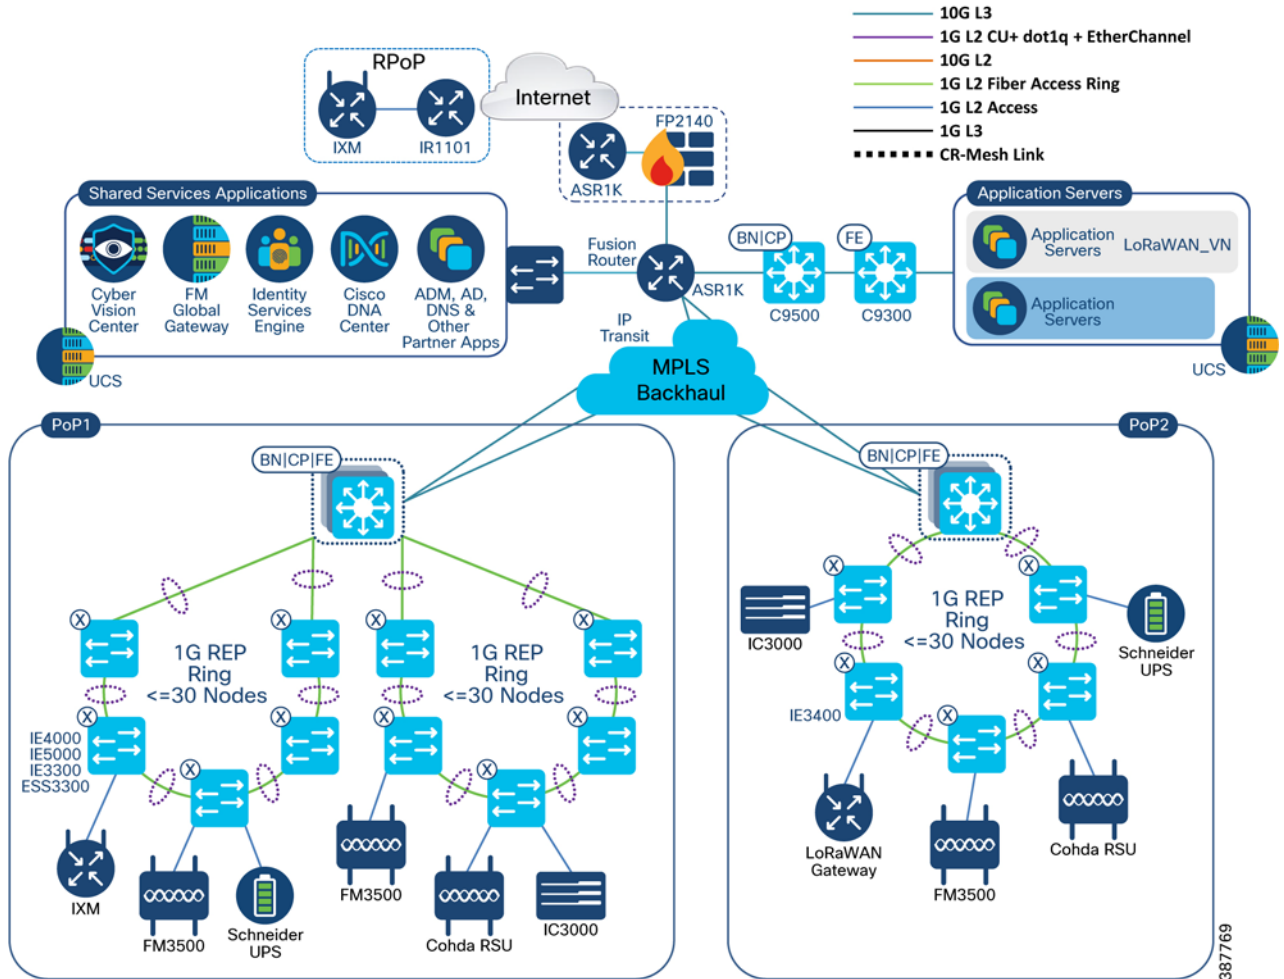 10G L3
1G L2 CU+ dot1q + EtherChannel
10G L2
1G L2 Fiber Access Ring
1G L2 Access
1G L3
CR-Mesh Link
RPoP
IXM
IR1101
Internet
FP2140
ASR1K
Shared Services Applications
Cyber
Vision
Center
FM
Global
Gateway
Identity
Services
Engine
Cisco
DNA
Center
ADM, AD,
DNS &
Other
Partner Apps
UCS
Fusion
Router
ASR1K
BN|CP
C9500
FE
C9300
Application Servers
Application
Servers
LoRaWAN_VN
Application
Servers
UCS
IP
Transit
MPLS
Backhaul
PoP1
BN|CP|FE
X
X
X
X
1G REP
Ring
<=30 Nodes
1G REP
Ring
<=30 Nodes
X
X
X
X
IE4000
IE5000
IE3300
ESS3300
X
X
IXM
FM3500
Schneider
UPS
FM3500
Cohda RSU
IC3000
PoP2
BN|CP|FE
X
X
IC3000
1G REP
Ring
<=30 Nodes
Schneider
UPS
X
X
IE3400
X
LoRaWAN
Gateway
FM3500
Cohda RSU
387769